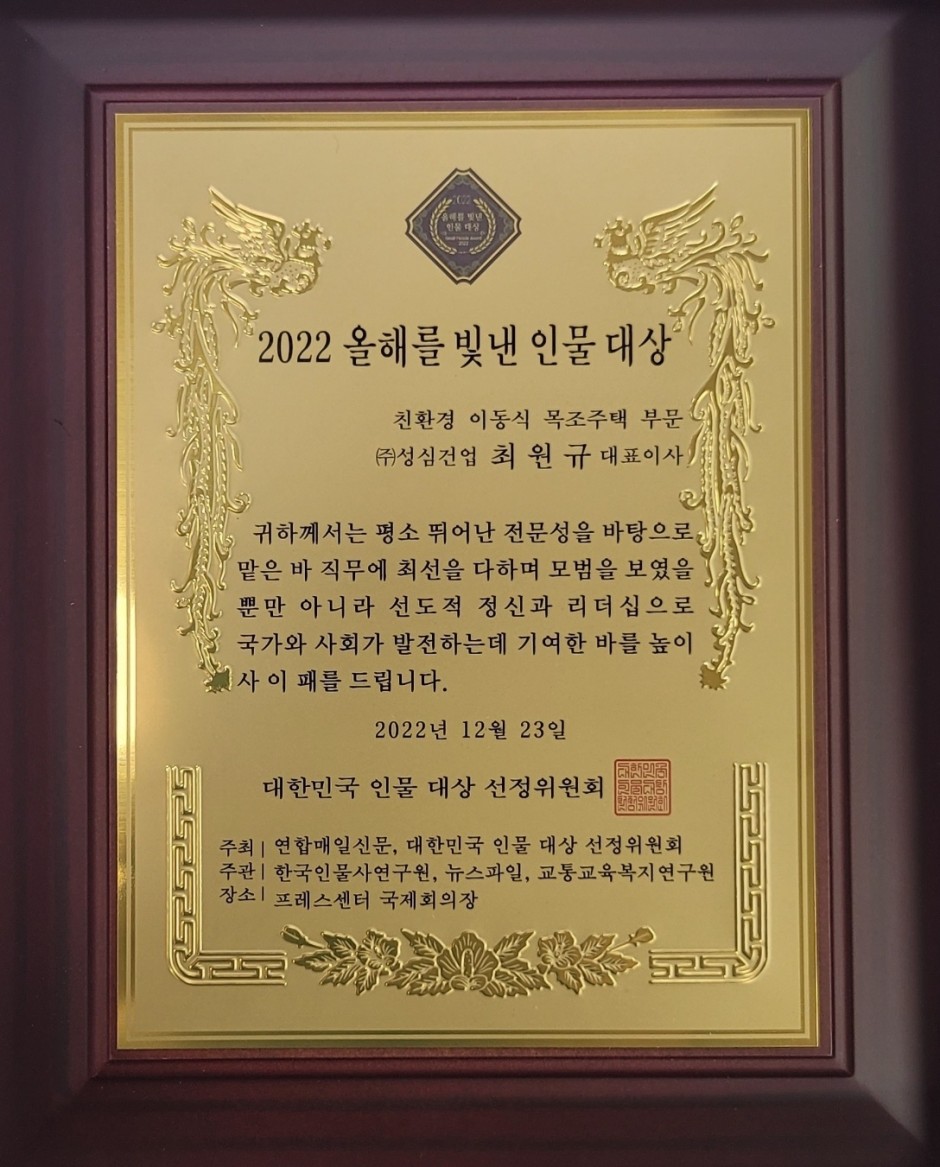 2022
올해를 빛낸
인물 대상
2022 올해를 빛낸 인물 대상
친환경 이동식 목조주택 부문
㈜성심건업 최원규 대표이사
귀하께서는 평소 뛰어난 전문성을 바탕으로
맡은 바 직무에 최선을 다하며 모범을 보였을
뿐만 아니라 선도적 정신과 리더십으로
국가와 사회가 발전하는데 기여한 바를 높이
사 이 패를 드립니다.
2022년 12월 23일
대한민국 인물 대상 선정위원회
주최 | 연합매일신문, 대한민국 인물 대상 선정위원회
주관 | 한국인물사연구원, 뉴스파일, 교통교육복지연구원
장소 | 프레스센터 국제회의장